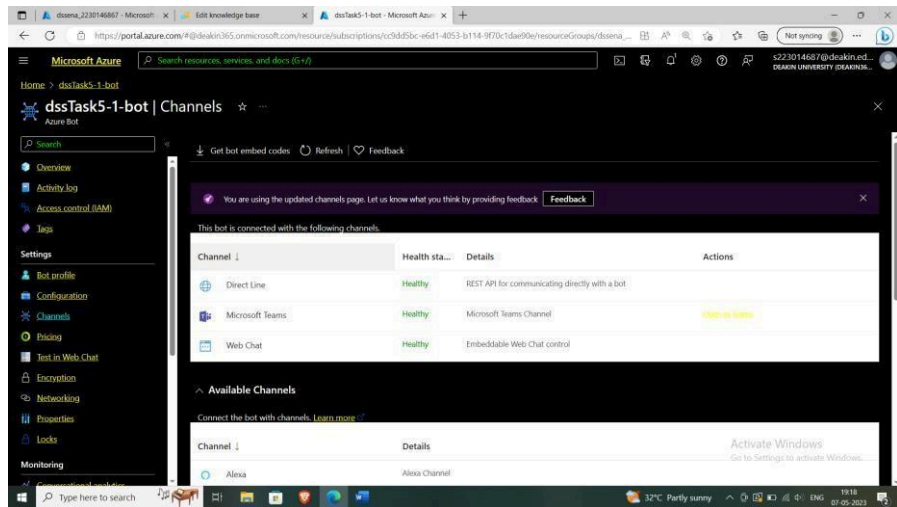 dssena_2230146867 - Microsoft
Edit knowledge base
dssTask5-1-bot - Microsoft Azure
https://portal.azure.com/#@deakin365.onmicrosoft.com/resource/subscriptions/cc9dd5bc-e6d1-4053-b114-9f70c1dae90e/resourceGroups/dssena_...
Not syncing
Microsoft Azure
Search resources, services, and docs (G+/)
s223014687@deakin.ed...
DEAKIN UNIVERSITY (DEAKIN36...
Home > dssTask5-1-bot
dssTask5-1-bot | Channels
Azure Bot
Search
Get bot embed codes Refresh Feedback
Overview
Activity log
Access control (IAM)
Tags
You are using the updated channels page. Let us know what you think by providing feedback Feedback
This bot is connected with the following channels.
Settings
Bot profile
Configuration
Channels
Pricing
Test in Web Chat
Encryption
Networking
Properties
Locks
Monitoring
Conversational analytics
Channel ↓ Health sta... Details Actions
Direct Line Healthy REST API for communicating directly with a bot
Microsoft Teams Healthy Microsoft Teams Channel
Web Chat Healthy Embeddable Web Chat control
Available Channels
Connect the bot with channels. Learn more
Channel ↓ Details
Alexa Alexa Channel
Activate Windows
Go to Settings to activate Windows.
Type here to search
32°C Partly sunny
ENG
19:18
07-05-2023